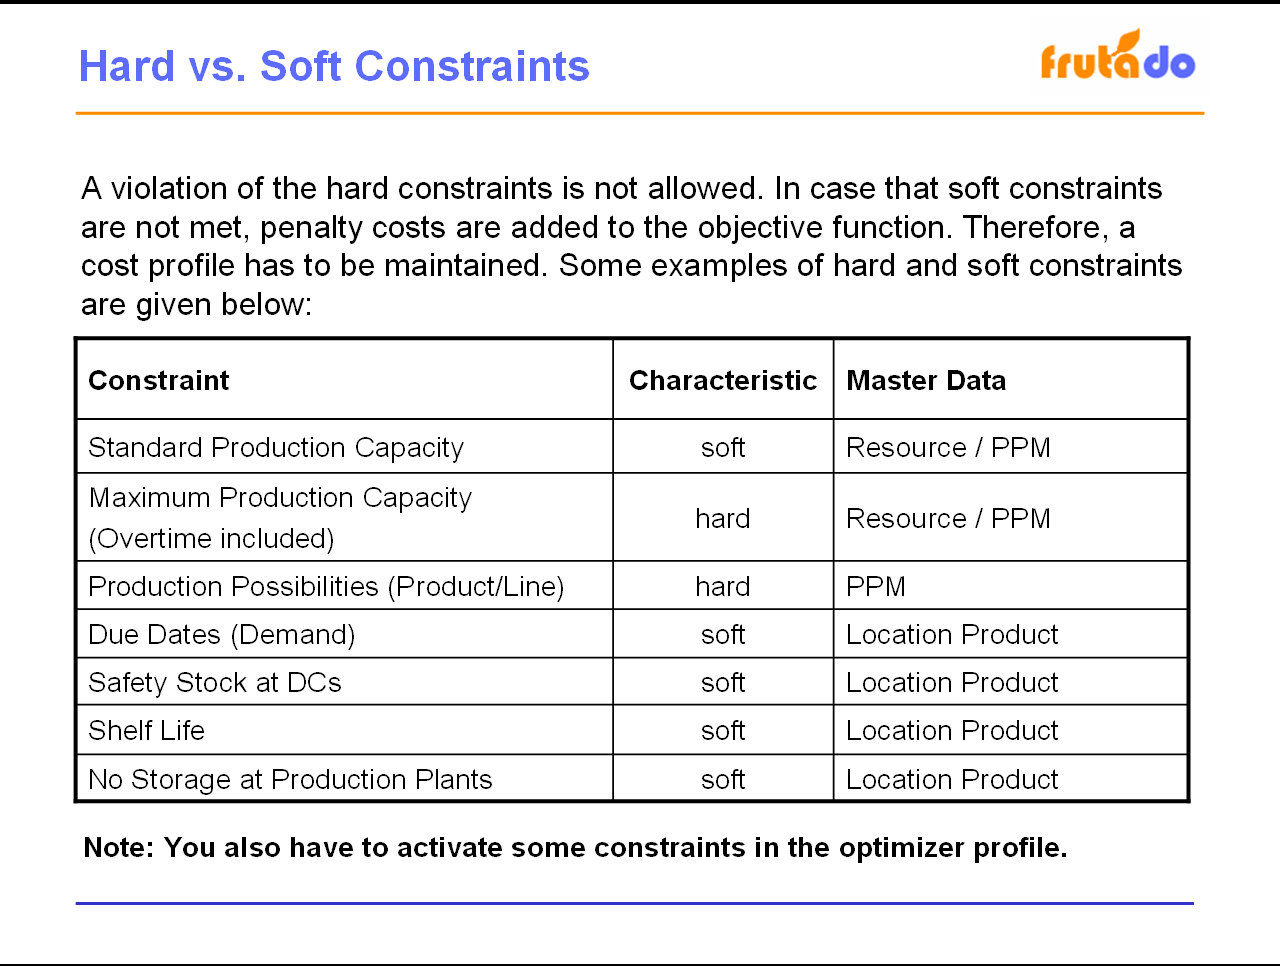 Hard vs. Soft Constraints
frutado
A violation of the hard constraints is not allowed. In case that soft constraints
are not met, penalty costs are added to the objective function. Therefore, a
cost profile has to be maintained. Some examples of hard and soft constraints
are given below:
Constraint Characteristic Master Data
Standard Production Capacity soft Resource / PPM
Maximum Production Capacity
(Overtime included) hard Resource / PPM
Production Possibilities (Product/Line) hard PPM
Due Dates (Demand) soft Location Product
Safety Stock at DCs soft Location Product
Shelf Life soft Location Product
No Storage at Production Plants soft Location Product
Note: You also have to activate some constraints in the optimizer profile.